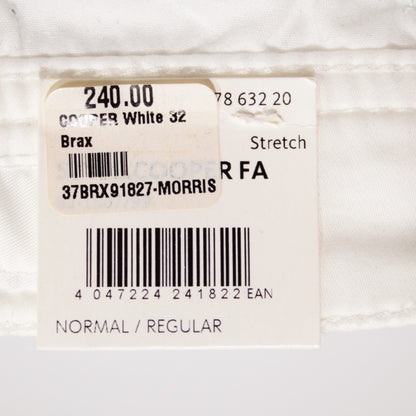 240.00
78 632 20
COOPER White 32
Brax
Stretch
COOPER FA
37BRX91827-MORRIS
4 047224 241822 EAN
NORMAL / REGULAR